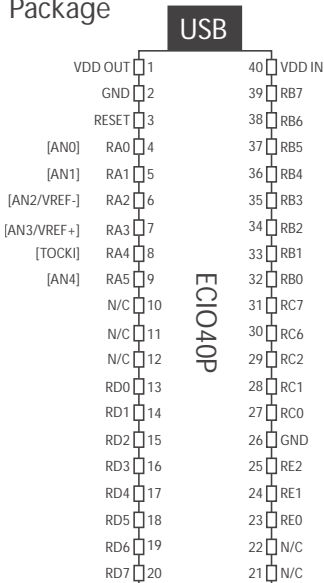 Package
USB
VDD OUT 1 40 VDD IN
GND 2 39 RB7
RESET 3 38 RB6
[AN0] RA0 4 37 RB5
[AN1] RA1 5 36 RB4
[AN2/VREF-] RA2 6 35 RB3
[AN3/VREF+] RA3 7 34 RB2
[TOCKI] RA4 8 33 RB1
[AN4] RA5 9 32 RB0
N/C 10 31 RC7
N/C 11 30 RC6
N/C 12 29 RC2
RD0 13 28 RC1
RD1 14 27 RC0
RD2 15 26 GND
RD3 16 25 RE2
RD4 17 24 RE1
RD5 18 23 RE0
RD6 19 22 N/C
RD7 20 21 N/C
ECIO40P